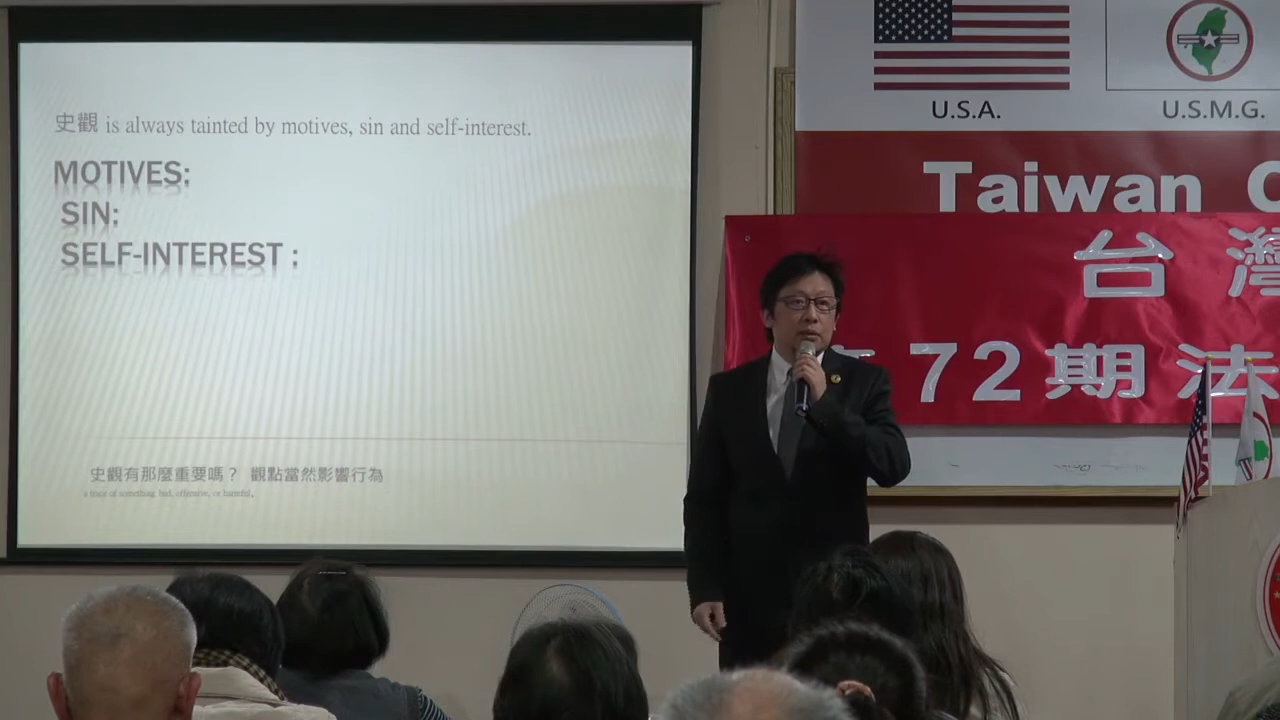 史觀 is always tainted by motives, sin and self-interest.
MOTIVES;
SIN;
SELF-INTEREST :
史觀有那麼重要嗎？ 觀點當然影響行為
a trace of something bad, offensive, or harmful,
U.S.A.
U.S.M.G.
Taiwan C
台灣
72期法